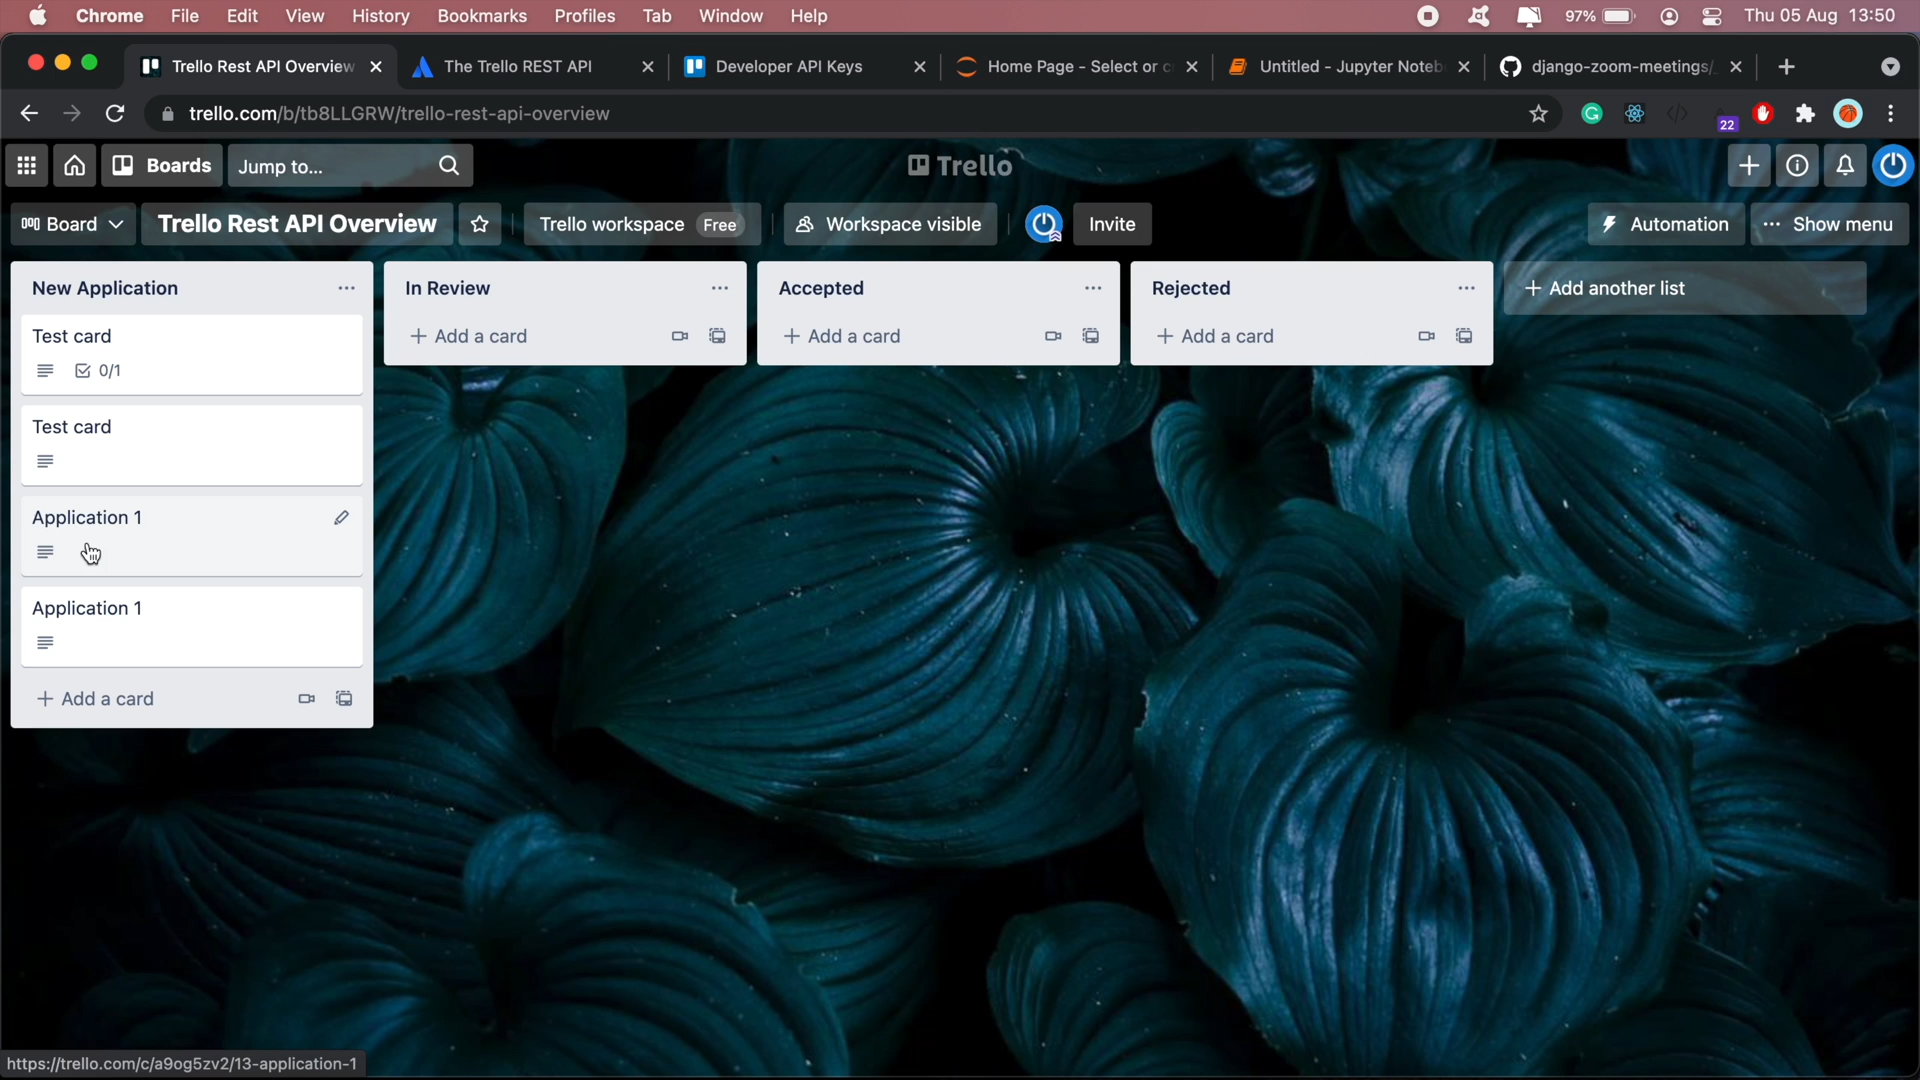 Chrome File Edit View History Bookmarks Profiles Tab Window Help 97% Thu 05 Aug 13:50
Trello Rest API Overview The Trello REST API Developer API Keys Home Page - Select or c Untitled - Jupyter Noteb django-zoom-meetings/
trello.com/b/tb8LLGRW/trello-rest-api-overview 22
Boards Jump to... Trello
Board Trello Rest API Overview Trello workspace Free Workspace visible Invite Automation Show menu
New Application In Review Accepted Rejected + Add another list
Test card + Add a card + Add a card + Add a card
0/1
Test card
Application 1
Application 1
+ Add a card
https://trello.com/c/a9og5zv2/13-application-1